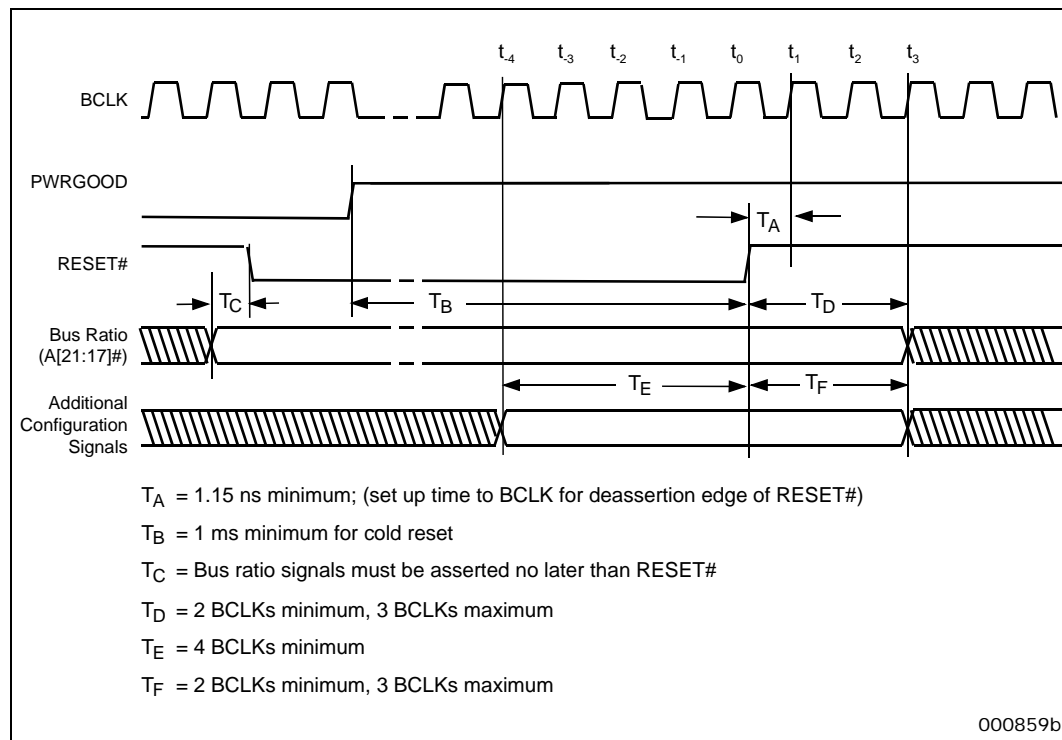 t-4 t-3 t-2 t-1 t0 t1 t2 t3
BCLK
PWRGOOD
TA
RESET#
TC TB TD
Bus Ratio
(A[21:17]#)
TE TF
Additional
Configuration
Signals
TA = 1.15 ns minimum; (set up time to BCLK for deassertion edge of RESET#)
TB = 1 ms minimum for cold reset
TC = Bus ratio signals must be asserted no later than RESET#
TD = 2 BCLKs minimum, 3 BCLKs maximum
TE = 4 BCLKs minimum
TF = 2 BCLKs minimum, 3 BCLKs maximum
000859b